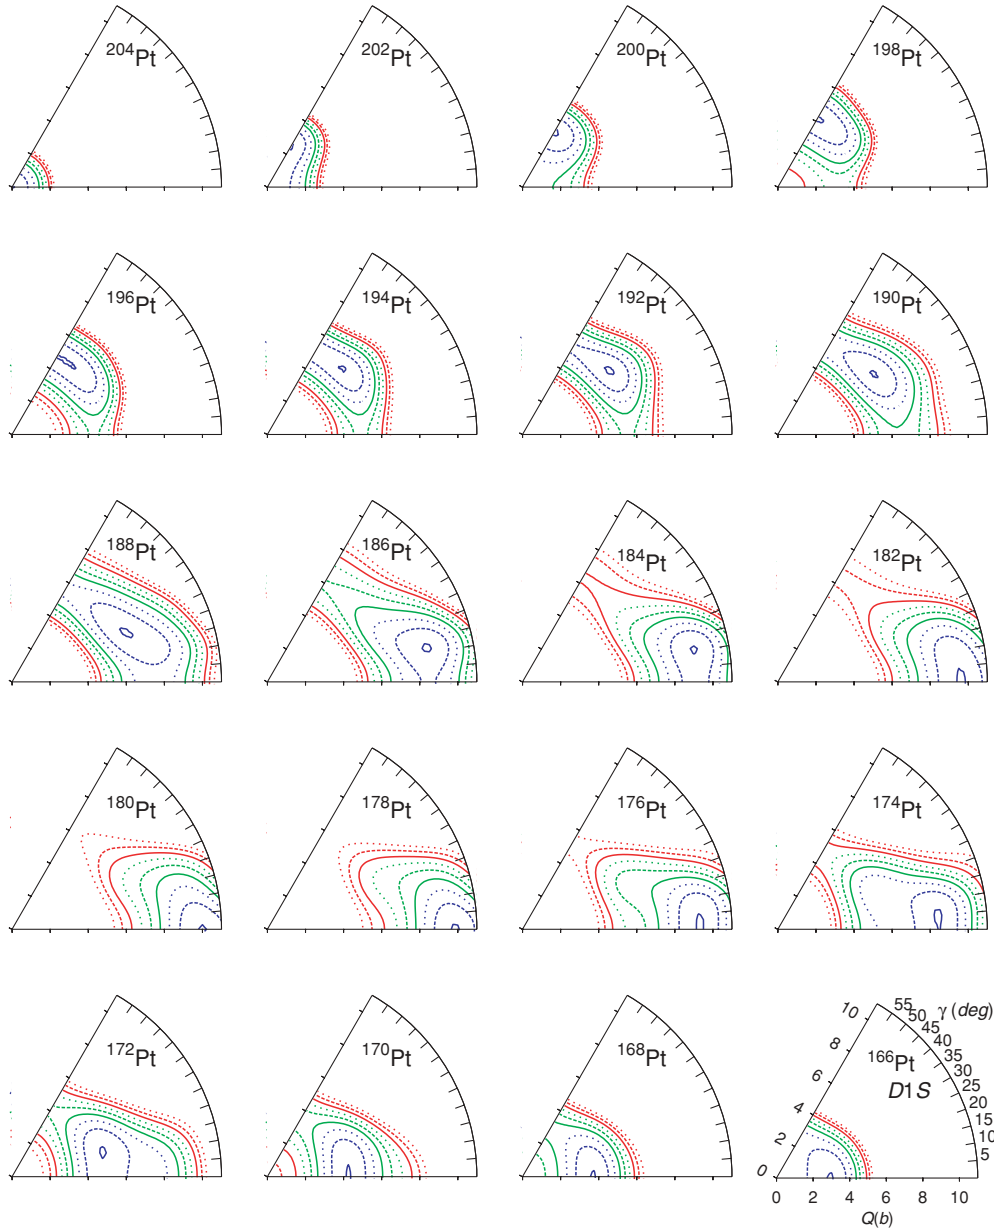 ²⁰⁴Pt ²⁰²Pt ²⁰⁰Pt ¹⁹⁸Pt
¹⁹⁶Pt ¹⁹⁴Pt ¹⁹²Pt ¹⁹⁰Pt
¹⁸⁸Pt ¹⁸⁶Pt ¹⁸⁴Pt ¹⁸²Pt
¹⁸⁰Pt ¹⁷⁸Pt ¹⁷⁶Pt ¹⁷⁴Pt
¹⁷²Pt ¹⁷⁰Pt ¹⁶⁸Pt ¹⁶⁶Pt
D1S
γ (deg)
55
50
45
40
35
30
25
20
15
10
5
10
8
6
4
2
0
0 2 4 6 8 10
Q(b)